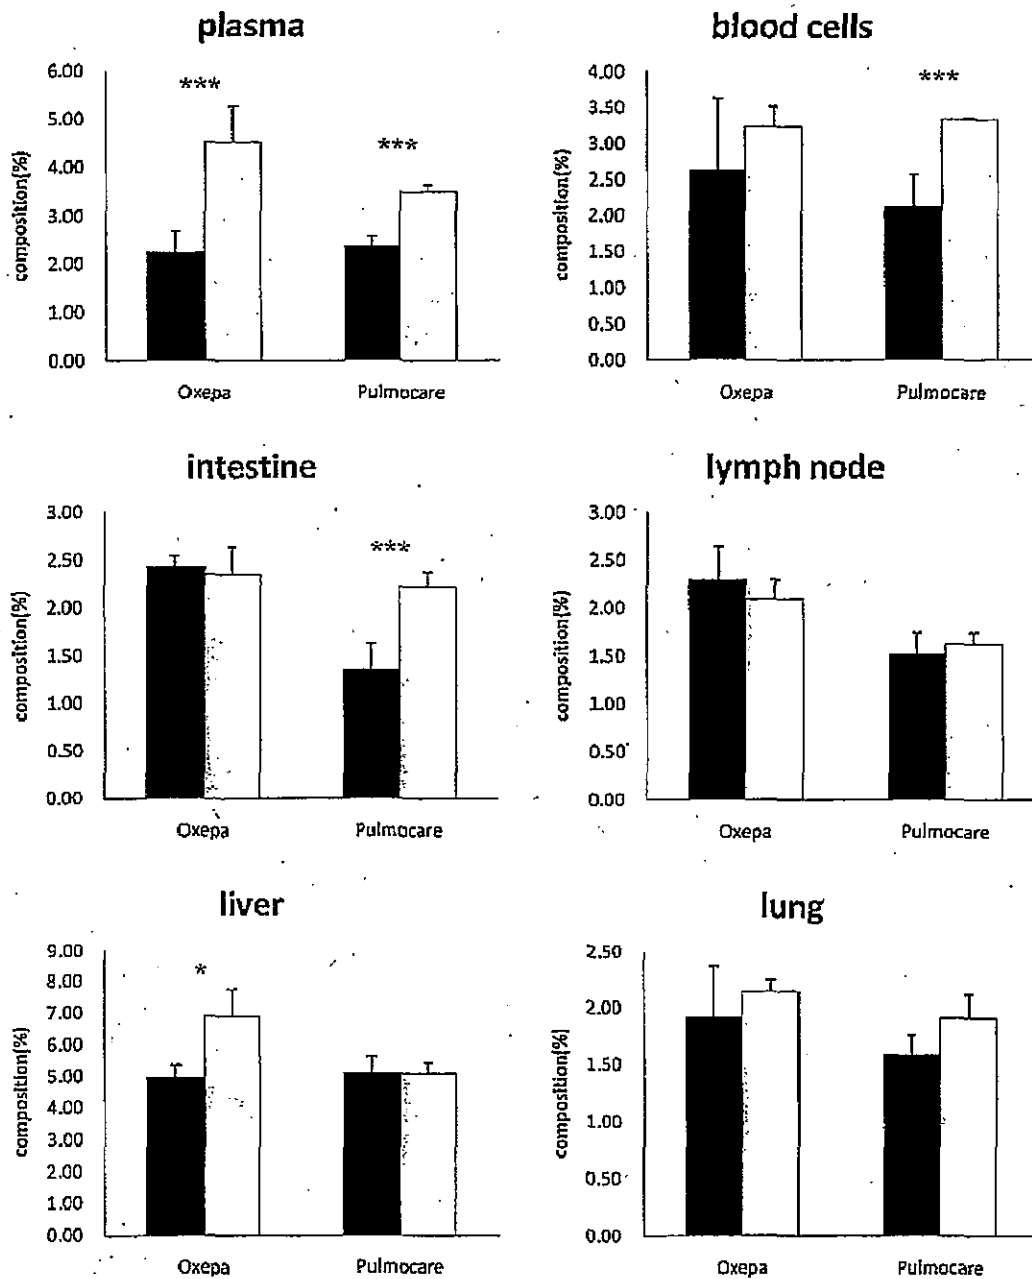 plasma
6.00
5.00
4.00
3.00
2.00
1.00
0.00
composition(%)
***
***
Oxepa
Pulmocare
blood cells
4.00
3.50
3.00
2.50
2.00
1.50
1.00
0.50
0.00
composition(%)
***
Oxepa
Pulmocare
intestine
3.00
2.50
2.00
1.50
1.00
0.50
0.00
composition(%)
***
Oxepa
Pulmocare
lymph node
3.00
2.50
2.00
1.50
1.00
0.50
0.00
composition(%)
Oxepa
Pulmocare
liver
9.00
8.00
7.00
6.00
5.00
4.00
3.00
2.00
1.00
0.00
composition(%)
*
Oxepa
Pulmocare
lung
2.50
2.00
1.50
1.00
0.50
0.00
composition(%)
Oxepa
Pulmocare